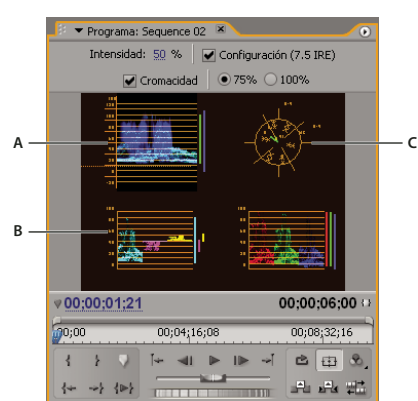 Programa: Sequence 02
Intensidad: 50 %
Configuración (7.5 IRE)
Cromacidad
75%
100%
A
B
C
00;00;01;21
00;00;06;00
00;00
00;04;16;08
00;08;32;16